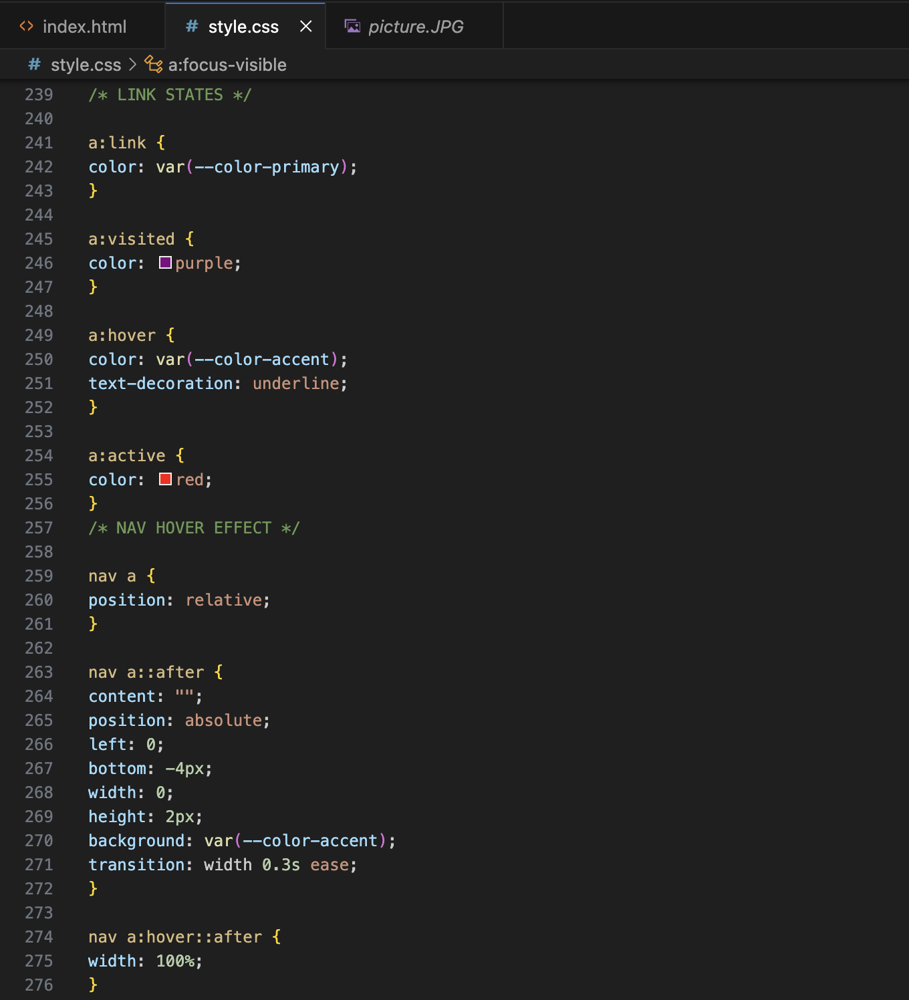 index.html
style.css
picture.JPG
style.css > a:focus-visible
239 /* LINK STATES */
240
241 a:link {
242 color: var(--color-primary);
243 }
244
245 a:visited {
246 color: purple;
247 }
248
249 a:hover {
250 color: var(--color-accent);
251 text-decoration: underline;
252 }
253
254 a:active {
255 color: red;
256 }
257 /* NAV HOVER EFFECT */
258
259 nav a {
260 position: relative;
261 }
262
263 nav a::after {
264 content: "";
265 position: absolute;
266 left: 0;
267 bottom: -4px;
268 width: 0;
269 height: 2px;
270 background: var(--color-accent);
271 transition: width 0.3s ease;
272 }
273
274 nav a:hover::after {
275 width: 100%;
276 }